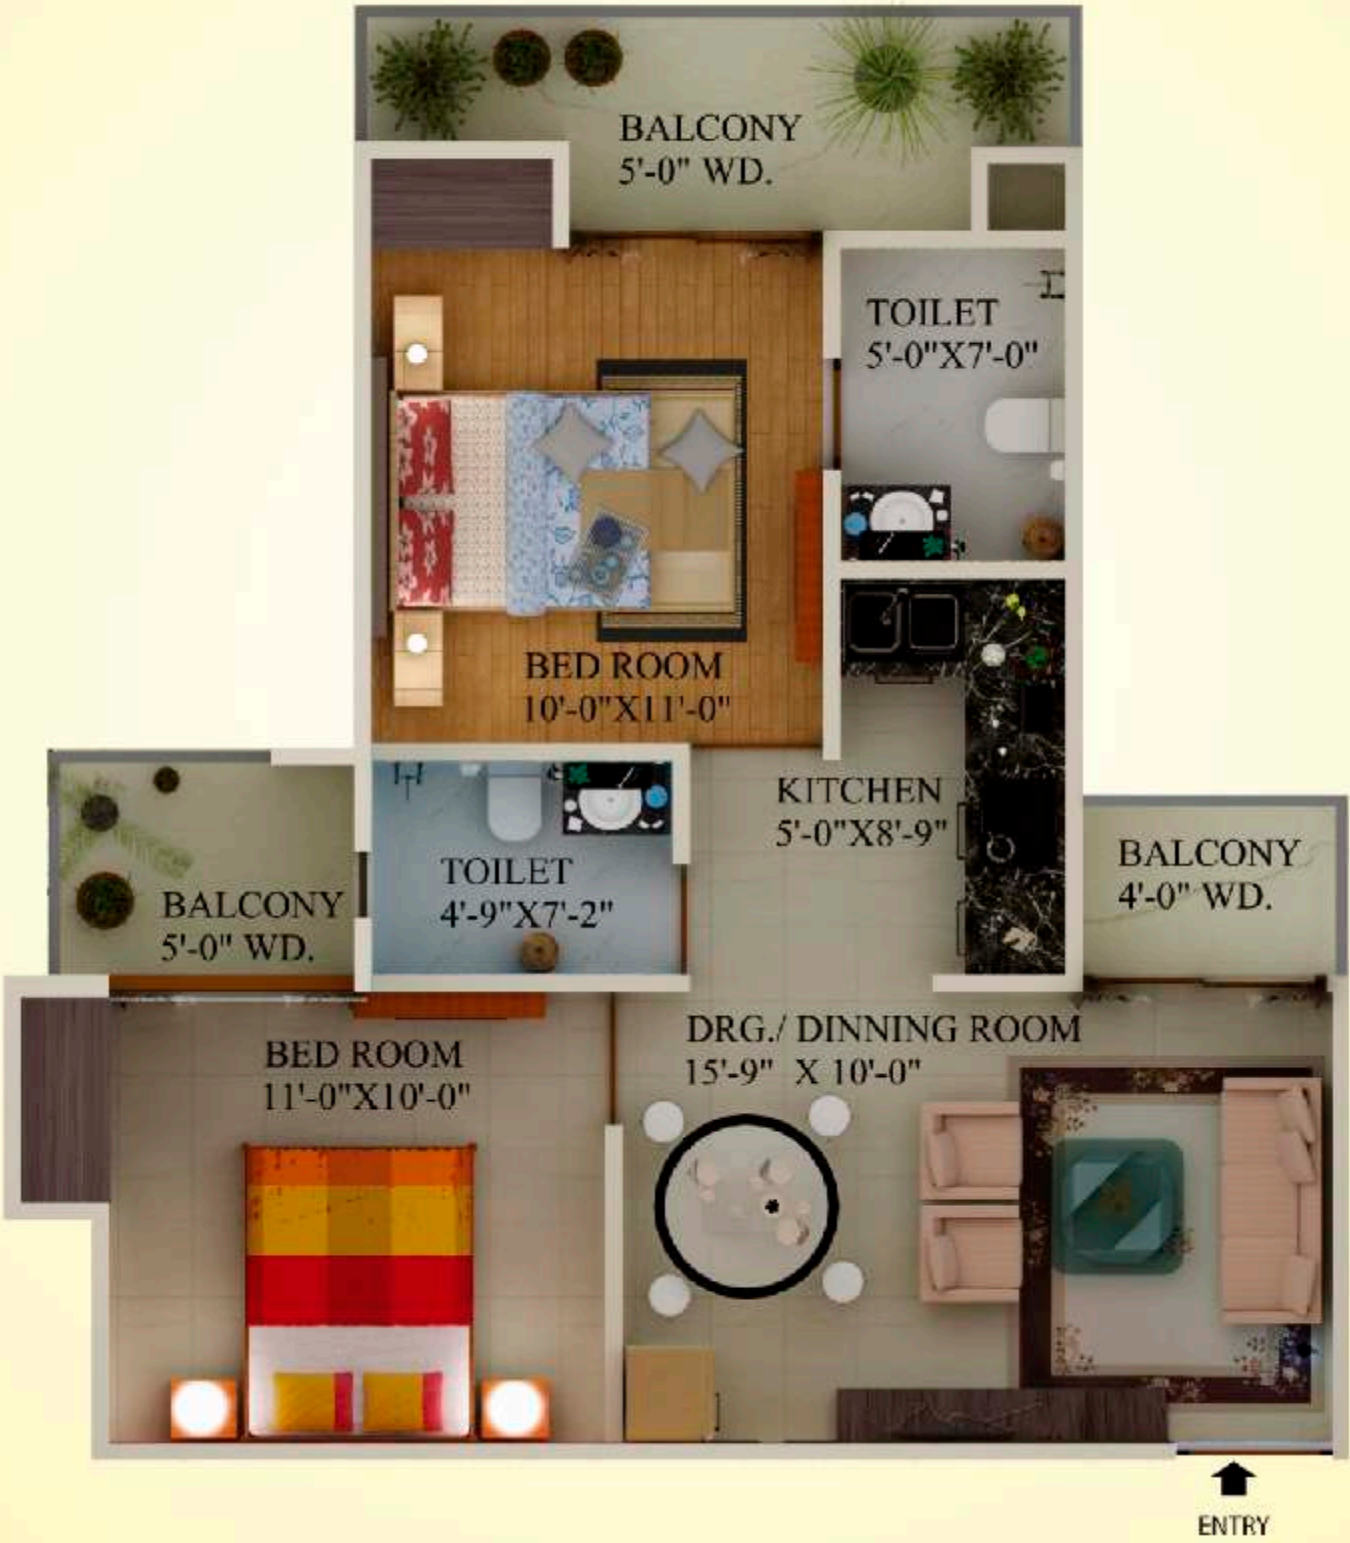 BALCONY
5'-0" WD.
TOILET
5'-0"X7'-0"
BED ROOM
10'-0"X11'-0"
KITCHEN
5'-0"X8'-9"
TOILET
4'-9"X7'-2"
BALCONY
5'-0" WD.
BALCONY
4'-0" WD.
BED ROOM
11'-0"X10'-0"
DRG./ DINNING ROOM
15'-9" X 10'-0"
ENTRY